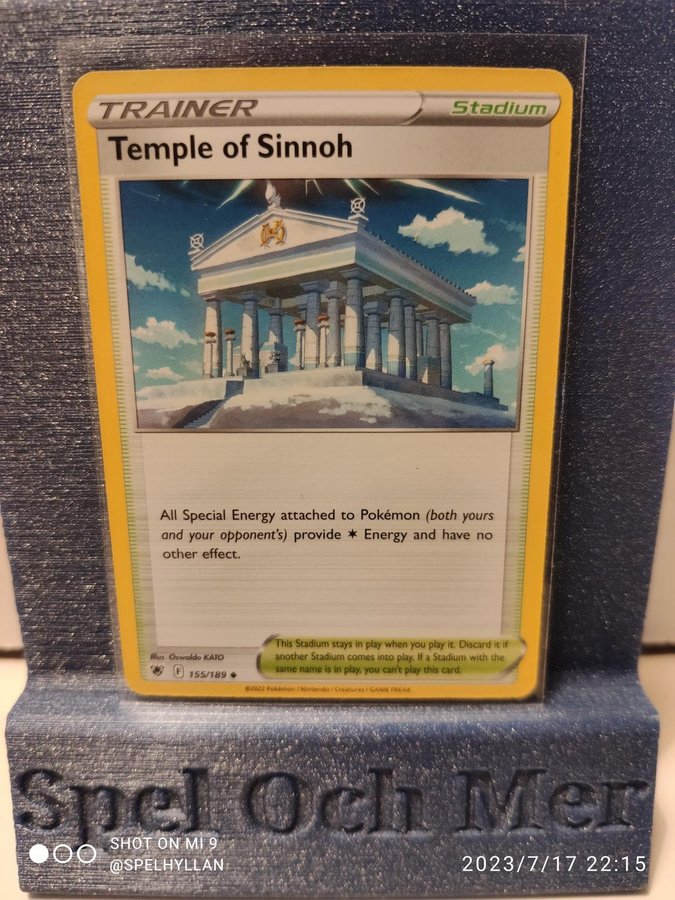 TRAINER Stadium
Temple of Sinnoh
All Special Energy attached to Pokémon (both yours
and your opponent's) provide ✶ Energy and have no
other effect.
Illus. Oswaldo KATO
F 155/189 ◆
This Stadium stays in play when you play it. Discard it if
another Stadium comes into play. If a Stadium with the
same name is in play, you can't play this card.
©2022 Pokémon / Nintendo / Creatures / GAME FREAK
Spel Och Mer
SHOT ON MI 9
@SPELHYLLAN
2023/7/17 22:15